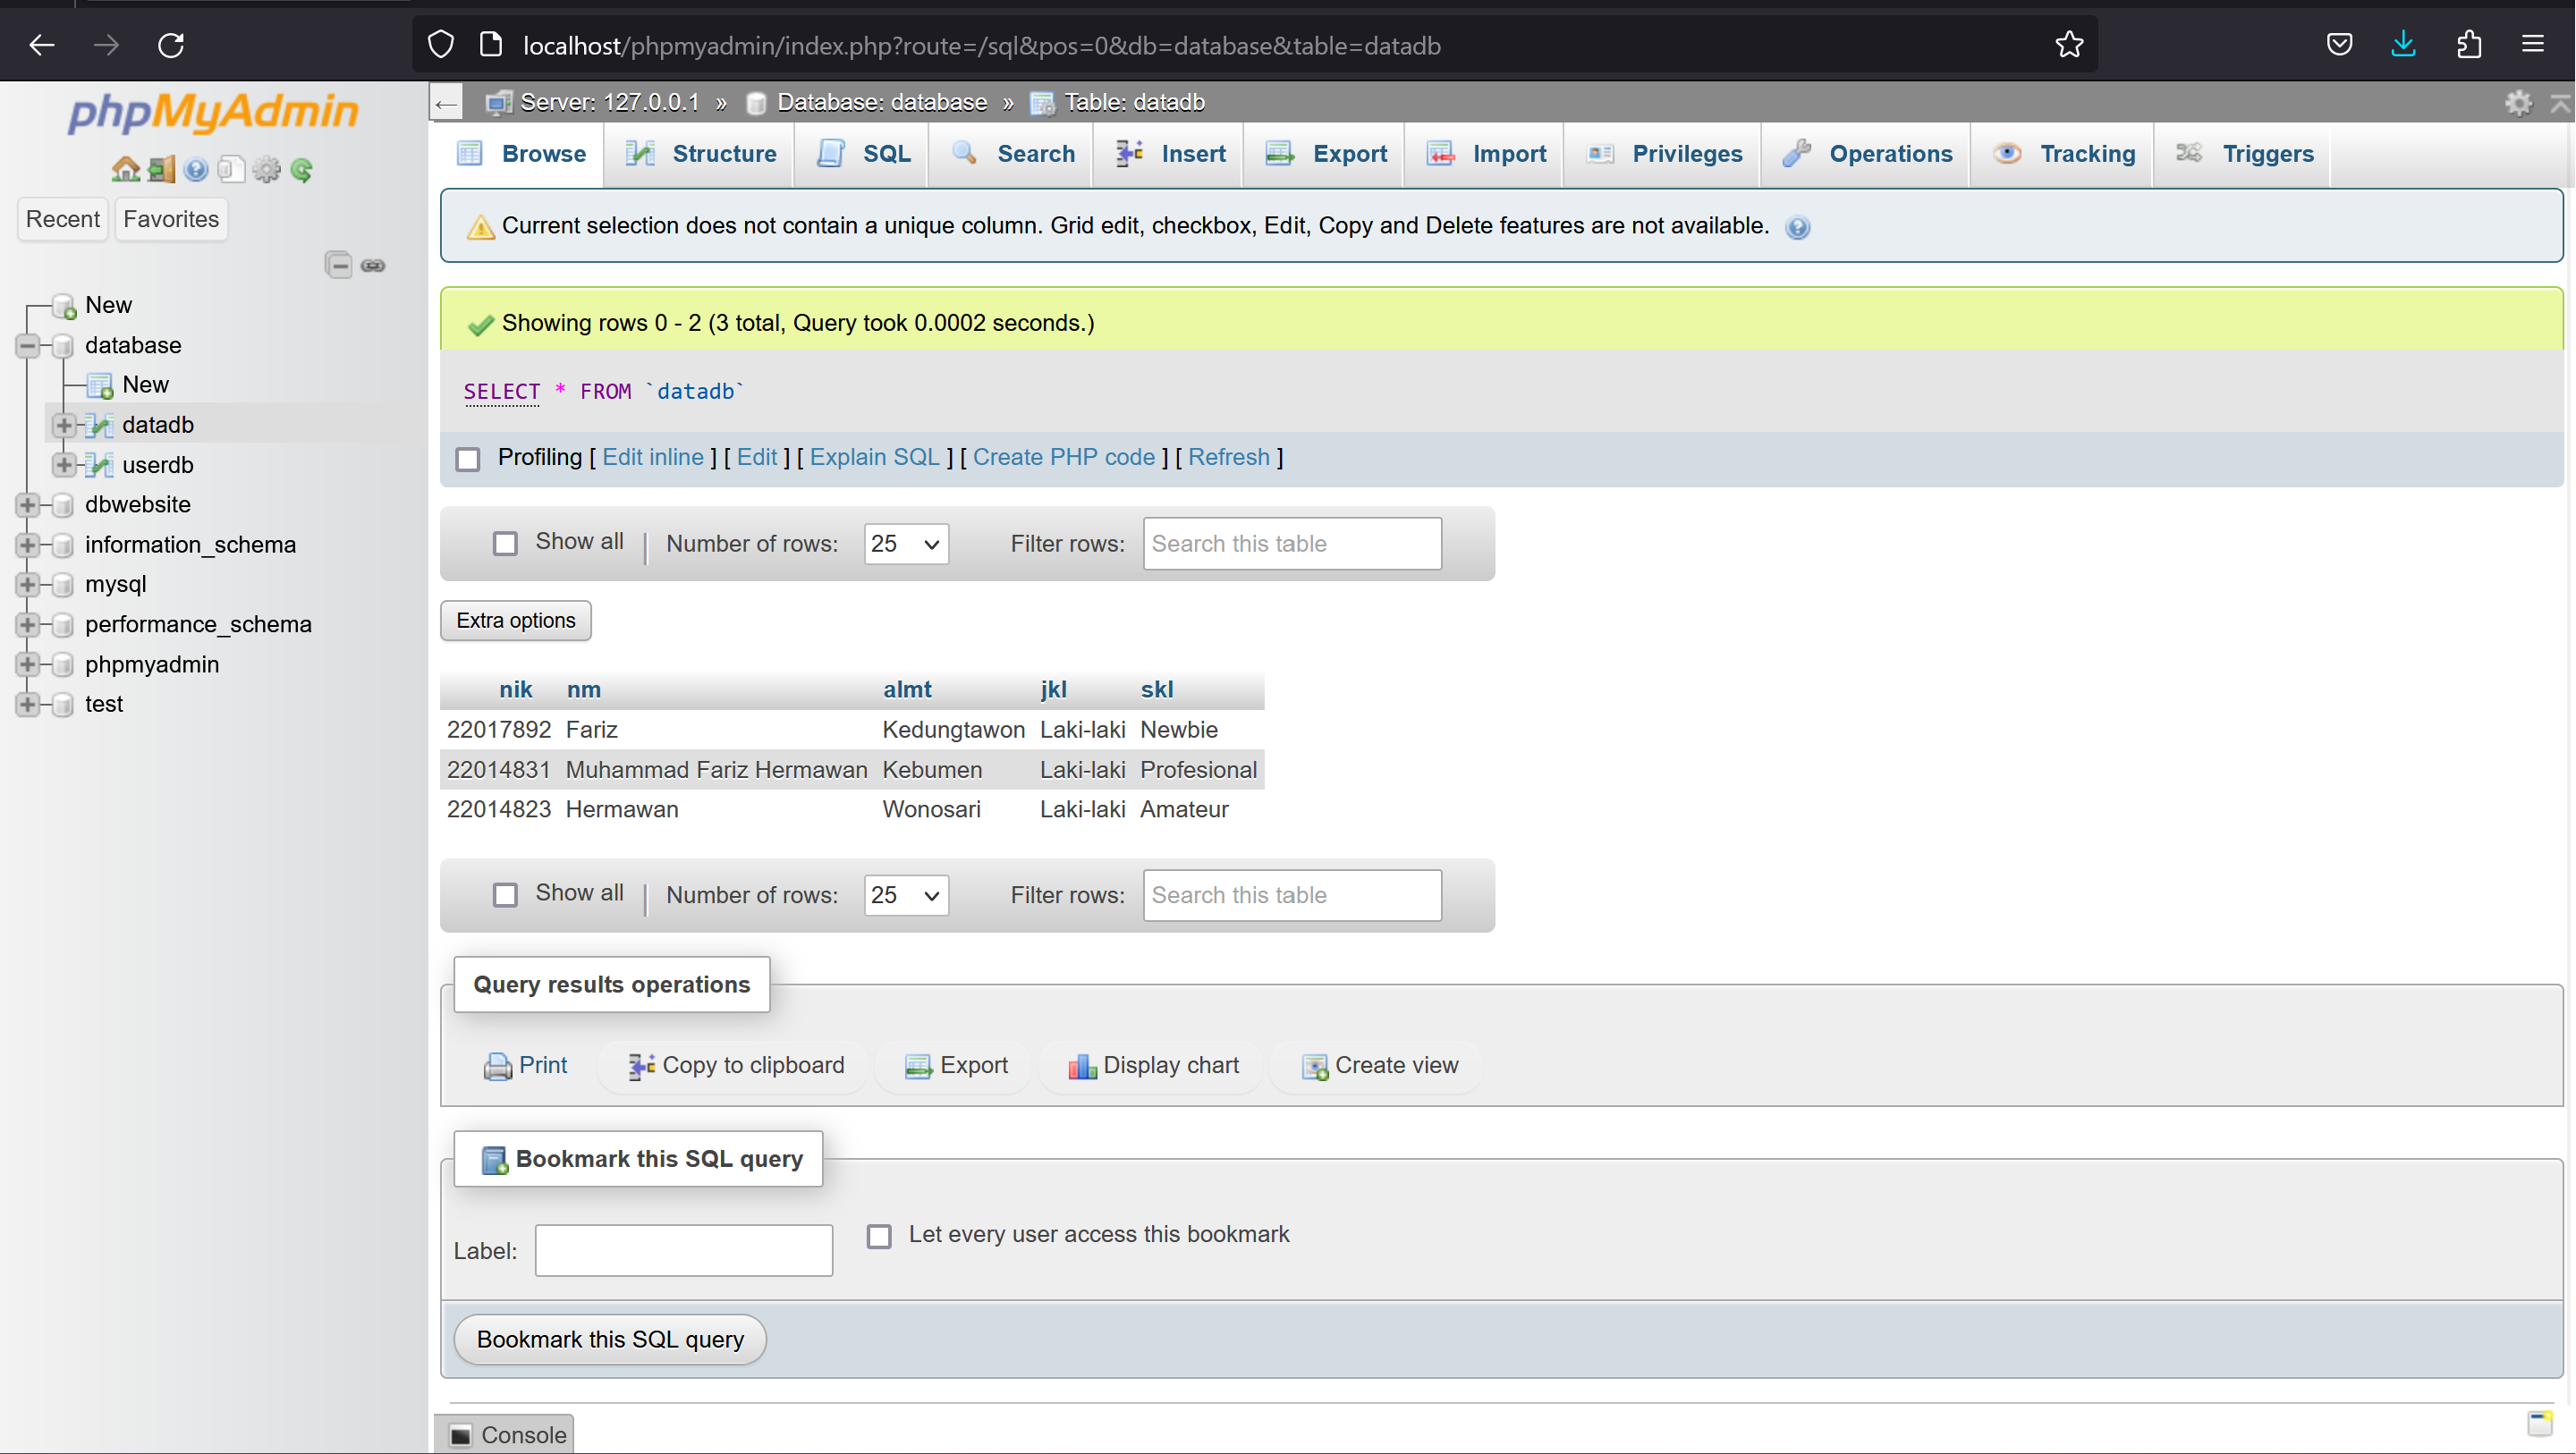 localhost/phpmyadmin/index.php?route=/sql&pos=0&db=database&table=datadb
phpMyAdmin
Recent Favorites
New
database
New
datadb
userdb
dbwebsite
information_schema
mysql
performance_schema
phpmyadmin
test
Server: 127.0.0.1 » Database: database » Table: datadb
Browse Structure SQL Search Insert Export Import Privileges Operations Tracking Triggers
Current selection does not contain a unique column. Grid edit, checkbox, Edit, Copy and Delete features are not available.
Showing rows 0 - 2 (3 total, Query took 0.0002 seconds.)
SELECT * FROM `datadb`
Profiling [ Edit inline ] [ Edit ] [ Explain SQL ] [ Create PHP code ] [ Refresh ]
Show all | Number of rows: 25 Filter rows: Search this table
Extra options
nik nm almt jkl skl
22017892 Fariz Kedungtawon Laki-laki Newbie
22014831 Muhammad Fariz Hermawan Kebumen Laki-laki Profesional
22014823 Hermawan Wonosari Laki-laki Amateur
Show all | Number of rows: 25 Filter rows: Search this table
Query results operations
Print Copy to clipboard Export Display chart Create view
Bookmark this SQL query
Label: Let every user access this bookmark
Bookmark this SQL query
Console